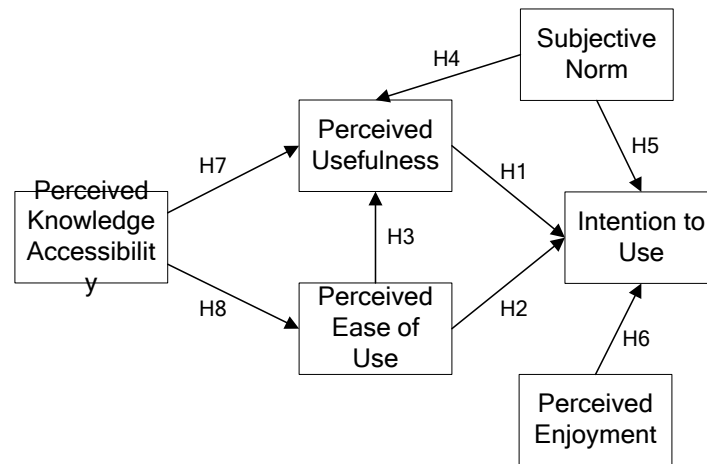 Subjective
Norm
H4
Perceived
Usefulness
H5
H7
H1
Perceived
Knowledge
Accessibilit
y
Intention to
Use
H3
H8
Perceived
Ease of
Use
H2
H6
Perceived
Enjoyment